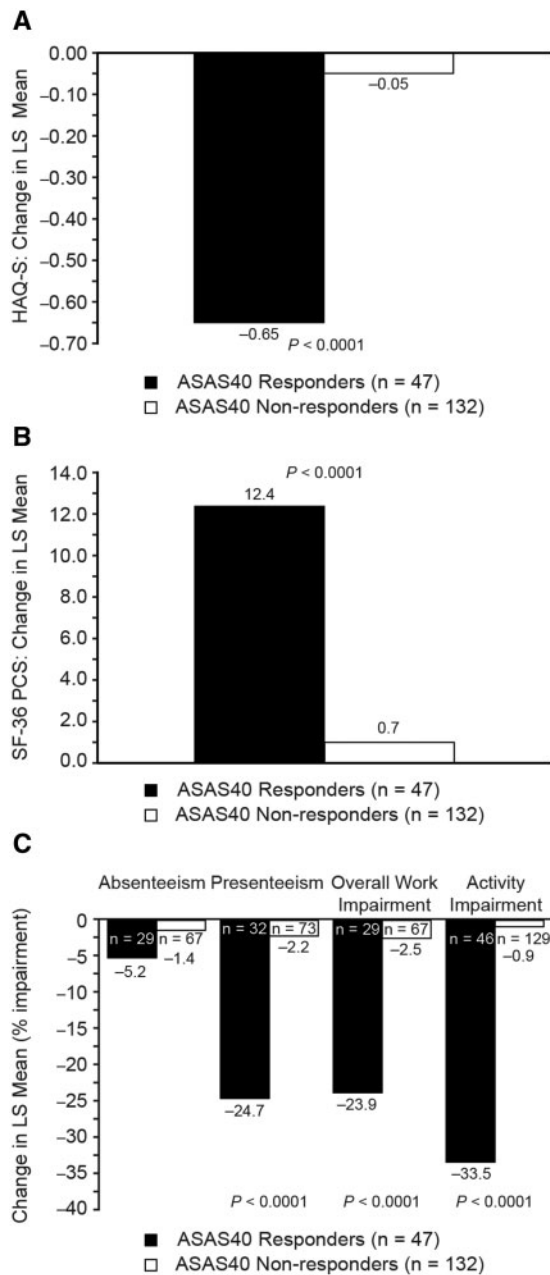 A
HAQ-S: Change in LS Mean
0.00
–0.10
–0.20
–0.30
–0.40
–0.50
–0.60
–0.70
–0.05
–0.65
P < 0.0001
ASAS40 Responders (n = 47)
ASAS40 Non-responders (n = 132)
B
SF-36 PCS: Change in LS Mean
14.0
12.0
10.0
8.0
6.0
4.0
2.0
0.0
P < 0.0001
12.4
0.7
ASAS40 Responders (n = 47)
ASAS40 Non-responders (n = 132)
C
Change in LS Mean (% impairment)
Absenteeism Presenteeism Overall Work Impairment Activity Impairment
0
–5
–10
–15
–20
–25
–30
–35
–40
n = 29 n = 67 n = 32 n = 73 n = 29 n = 67 n = 46 n = 129
–5.2 –1.4 –2.2 –2.5 –0.9
–24.7 –23.9
–33.5
P < 0.0001 P < 0.0001 P < 0.0001
ASAS40 Responders (n = 47)
ASAS40 Non-responders (n = 132)